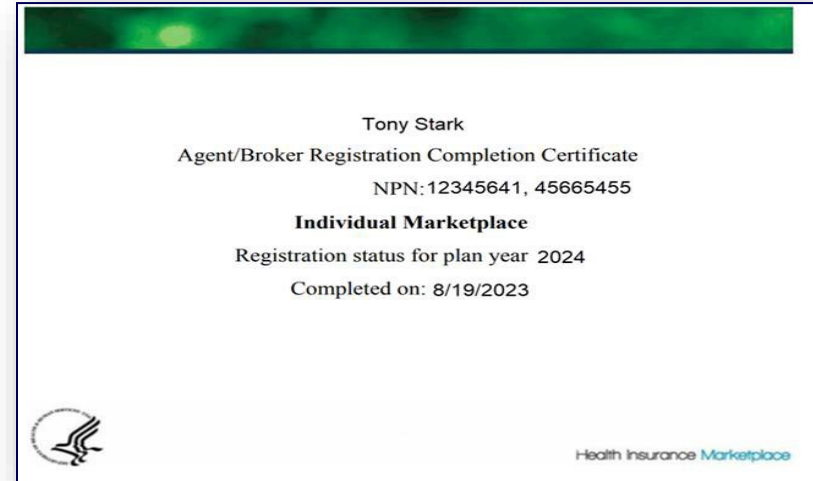 Tony Stark
Agent/Broker Registration Completion Certificate
NPN: 12345641, 45665455
Individual Marketplace
Registration status for plan year 2024
Completed on: 8/19/2023
Health Insurance Marketplace